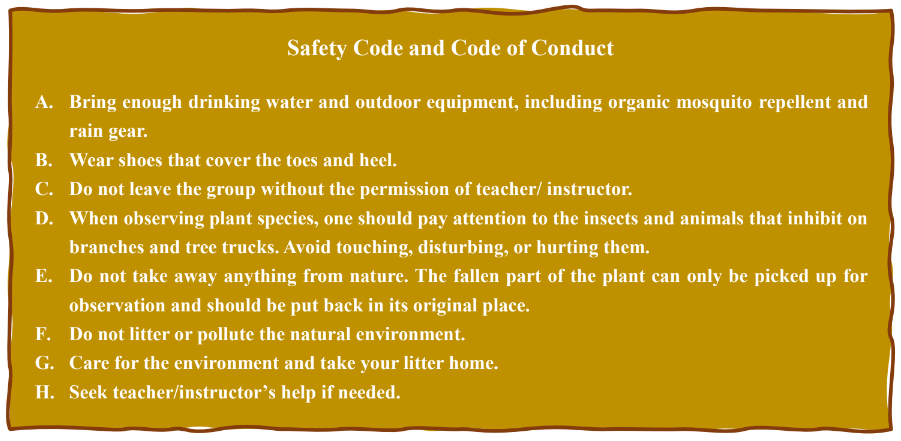 Safety Code and Code of Conduct
A. Bring enough drinking water and outdoor equipment, including organic mosquito repellent and
rain gear.
B. Wear shoes that cover the toes and heel.
C. Do not leave the group without the permission of teacher/ instructor.
D. When observing plant species, one should pay attention to the insects and animals that inhibit on
branches and tree trucks. Avoid touching, disturbing, or hurting them.
E. Do not take away anything from nature. The fallen part of the plant can only be picked up for
observation and should be put back in its original place.
F. Do not litter or pollute the natural environment.
G. Care for the environment and take your litter home.
H. Seek teacher/instructor’s help if needed.